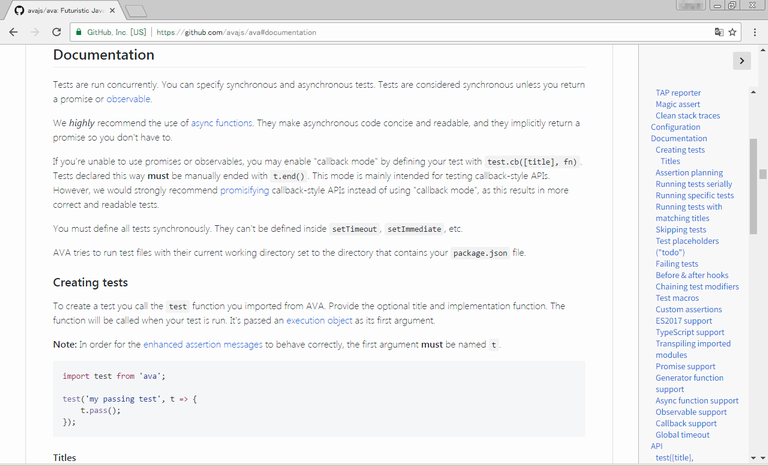 avajs/ava: Futuristic Jav
GitHub, Inc. [US]
https://github.com/avajs/ava#documentation
Documentation
Tests are run concurrently. You can specify synchronous and asynchronous tests. Tests are considered synchronous unless you return
a promise or observable.
We highly recommend the use of async functions. They make asynchronous code concise and readable, and they implicitly return a
promise so you don't have to.
If you're unable to use promises or observables, you may enable "callback mode" by defining your test with test.cb([title], fn).
Tests declared this way must be manually ended with t.end(). This mode is mainly intended for testing callback-style APIs.
However, we would strongly recommend promisifying callback-style APIs instead of using "callback mode", as this results in more
correct and readable tests.
You must define all tests synchronously. They can't be defined inside setTimeout, setImmediate, etc.
AVA tries to run test files with their current working directory set to the directory that contains your package.json file.
Creating tests
To create a test you call the test function you imported from AVA. Provide the optional title and implementation function. The
function will be called when your test is run. It's passed an execution object as its first argument.
Note: In order for the enhanced assertion messages to behave correctly, the first argument must be named t.
import test from 'ava';
test('my passing test', t => {
t.pass();
});
Titles
TAP reporter
Magic assert
Clean stack traces
Configuration
Documentation
Creating tests
Titles
Assertion planning
Running tests serially
Running specific tests
Running tests with
matching titles
Skipping tests
Test placeholders
("todo")
Failing tests
Before & after hooks
Chaining test modifiers
Test macros
Custom assertions
ES2017 support
TypeScript support
Transpiling imported
modules
Promise support
Generator function
support
Async function support
Observable support
Callback support
Global timeout
API
test([title],